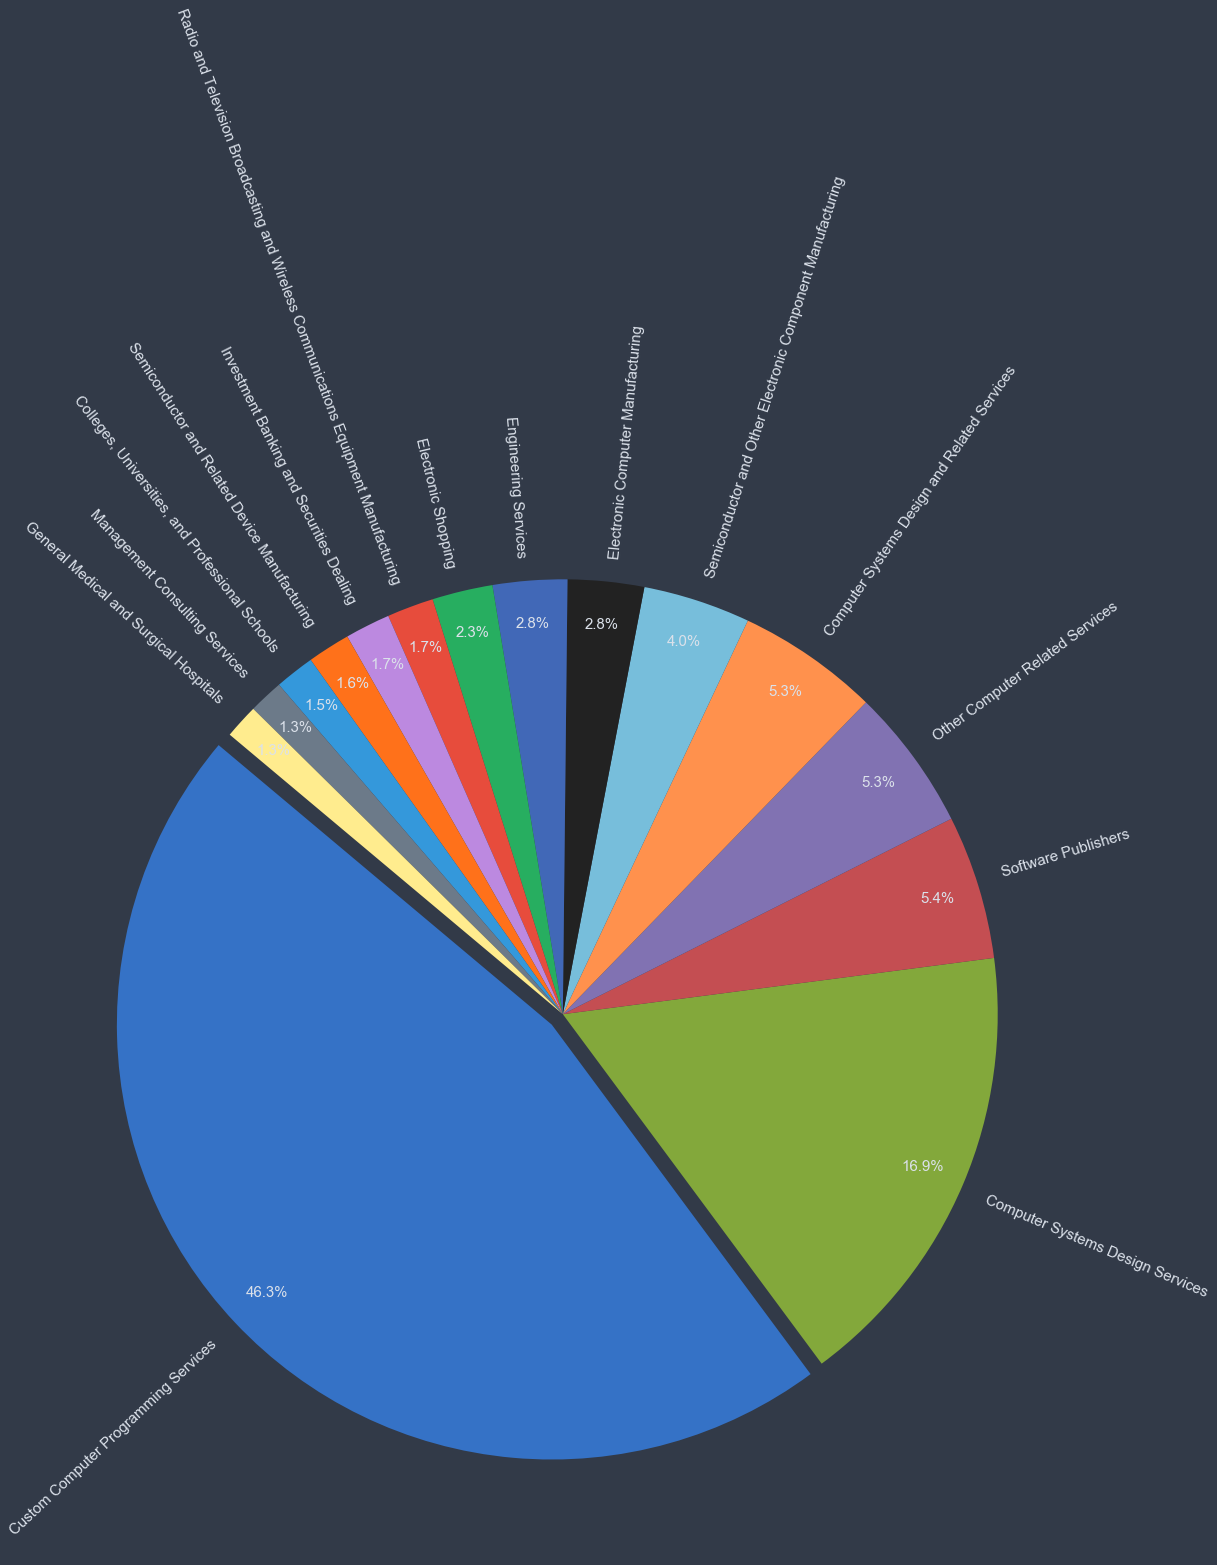 Radio and Television Broadcasting and Wireless Communications Equipment Manufacturing
Semiconductor and Other Electronic Component Manufacturing
Electronic Computer Manufacturing
Semiconductor and Related Device Manufacturing
Investment Banking and Securities Dealing
Computer Systems Design and Related Services
Colleges, Universities, and Professional Schools
Engineering Services
Electronic Shopping
Management Consulting Services
General Medical and Surgical Hospitals
Other Computer Related Services
Software Publishers
Computer Systems Design Services
Custom Computer Programming Services
2.8%
2.8%
2.3%
4.0%
1.7%
1.7%
1.6%
5.3%
1.5%
1.3%
1.3%
5.3%
5.4%
16.9%
46.3%